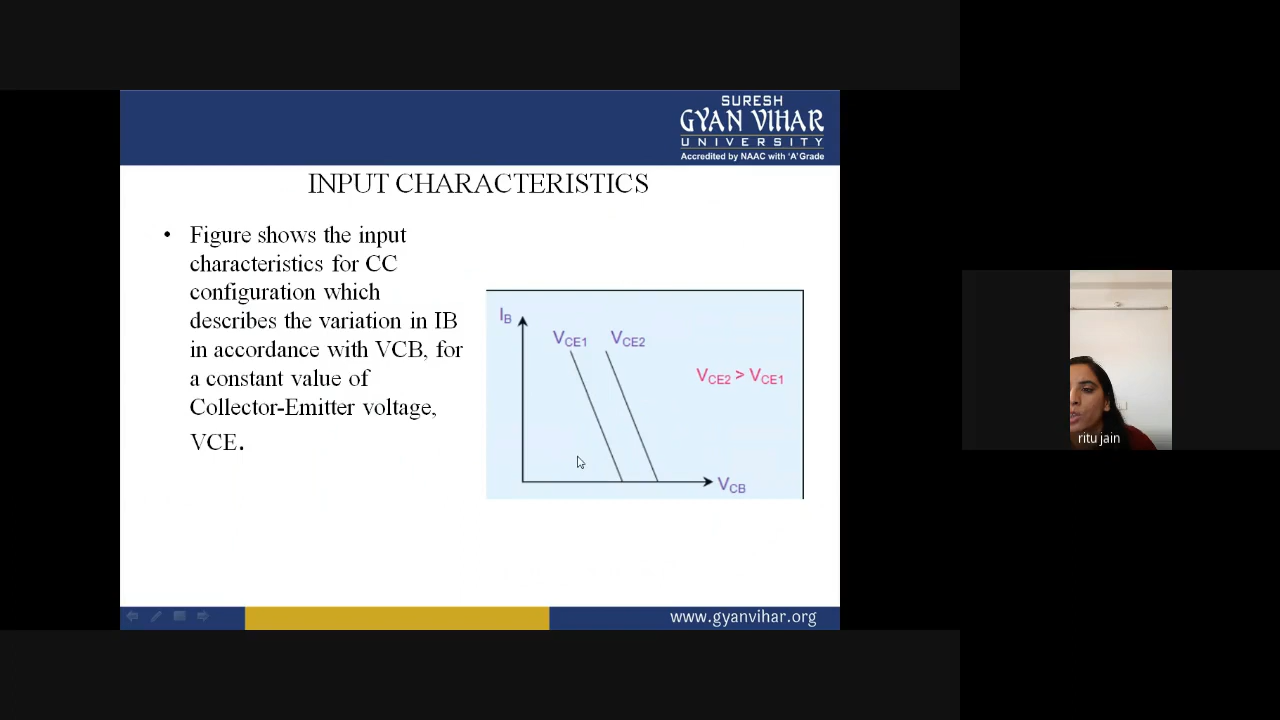 SURESH
GYAN VIHAR
UNIVERSITY
Accredited by NAAC with 'A' Grade
INPUT CHARACTERISTICS
• Figure shows the input
characteristics for CC
configuration which
describes the variation in IB
in accordance with VCB, for
a constant value of
Collector-Emitter voltage,
VCE.
IB
VCE1 VCE2
VCE2 > VCE1
VCB
ritu jain
www.gyanvihar.org